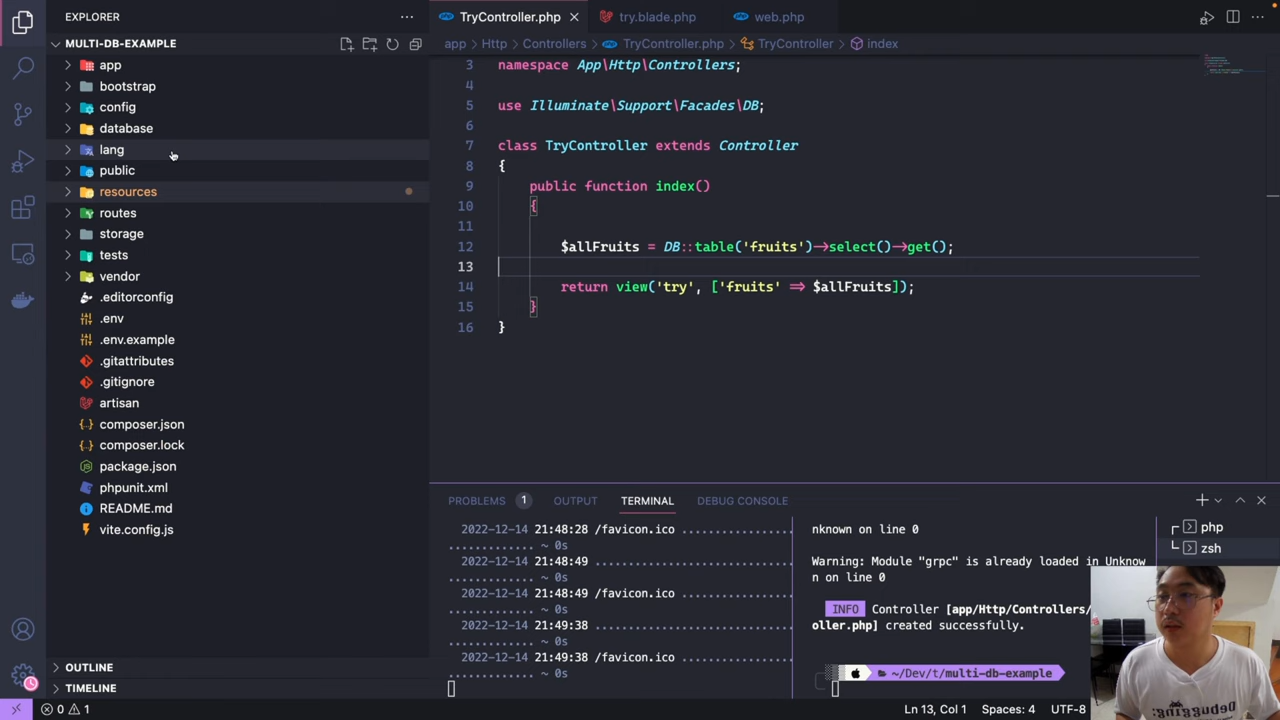 EXPLORER
MULTI-DB-EXAMPLE
app
bootstrap
config
database
lang
public
resources
routes
storage
tests
vendor
.editorconfig
.env
.env.example
.gitattributes
.gitignore
artisan
composer.json
composer.lock
package.json
phpunit.xml
README.md
vite.config.js
OUTLINE
TIMELINE
TryController.php
try.blade.php
web.php
app > Http > Controllers > TryController.php > TryController > index
3 namespace App\Http\Controllers;
4
5 use Illuminate\Support\Facades\DB;
6
7 class TryController extends Controller
8 {
9 public function index()
10 {
11
12 $allFruits = DB::table('fruits')->select()->get();
13
14 return view('try', ['fruits' => $allFruits]);
15 }
16 }
PROBLEMS 1 OUTPUT TERMINAL DEBUG CONSOLE
2022-12-14 21:48:28 /favicon.ico ................
............. ~ 0s
2022-12-14 21:48:49 .............................
............. ~ 0s
2022-12-14 21:48:49 /favicon.ico ................
............. ~ 0s
2022-12-14 21:49:38 .............................
............. ~ 0s
2022-12-14 21:49:38 /favicon.ico ................
............. ~ 0s
nknown on line 0
Warning: Module "grpc" is already loaded in Unknow
n on line 0
INFO Controller [app/Http/Controllers/
oller.php] created successfully.
~/Dev/t/multi-db-example
php
zsh
0 1
Ln 13, Col 1 Spaces: 4 UTF-8
Debugging